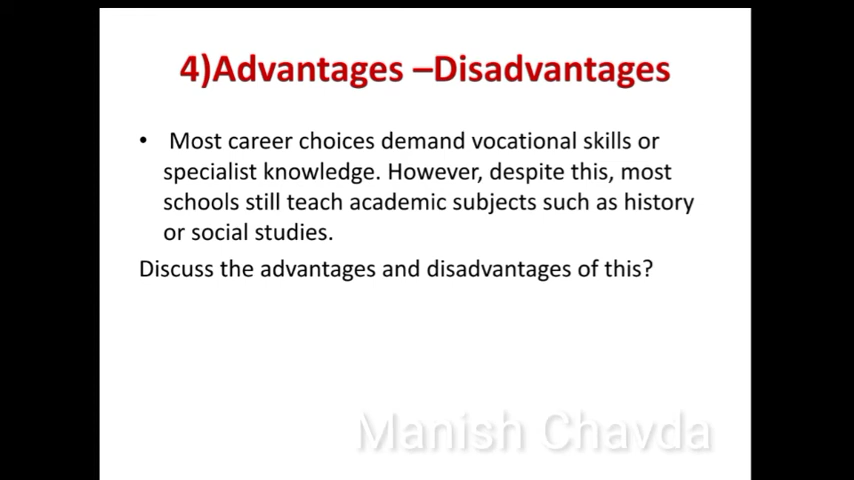 4)Advantages –Disadvantages
• Most career choices demand vocational skills or
specialist knowledge. However, despite this, most
schools still teach academic subjects such as history
or social studies.
Discuss the advantages and disadvantages of this?
Manish Chavda